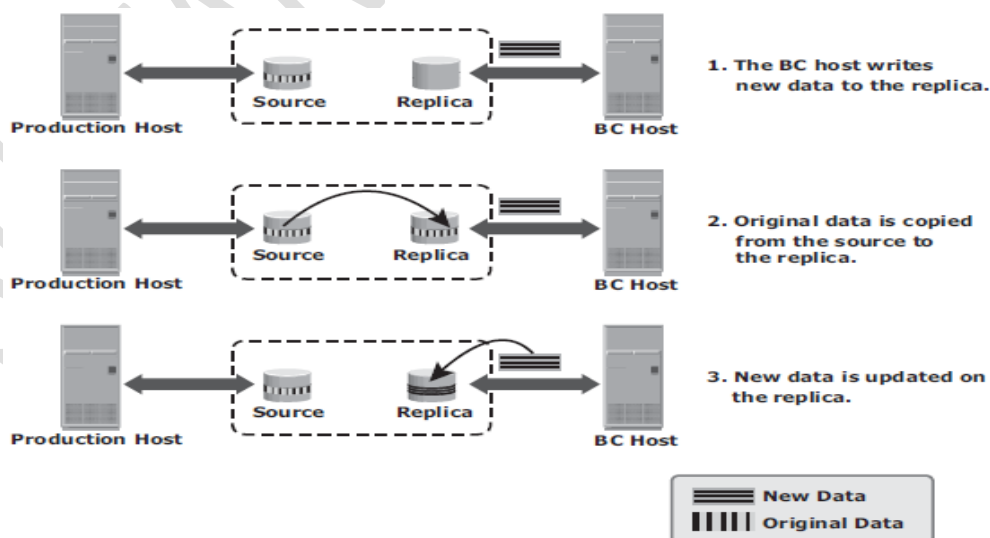 1. The BC host writes
new data to the replica.
Source
Replica
Production Host
BC Host
2. Original data is copied
from the source to
the replica.
Source
Replica
Production Host
BC Host
3. New data is updated on
the replica.
Source
Replica
Production Host
BC Host
New Data
Original Data